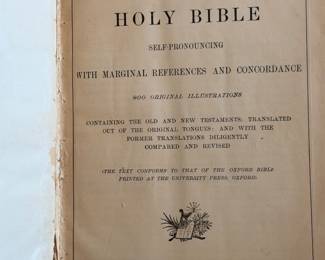 HOLY BIBLE
SELF-PRONOUNCING
WITH MARGINAL REFERENCES AND CONCORDANCE
800 ORIGINAL ILLUSTRATIONS
CONTAINING THE OLD AND NEW TESTAMENTS: TRANSLATED
OUT OF THE ORIGINAL TONGUES: AND WITH THE
FORMER TRANSLATIONS DILIGENTLY
COMPARED AND REVISED
(THE TEXT CONFORMS TO THAT OF THE OXFORD BIBLE
PRINTED AT THE UNIVERSITY PRESS, OXFORD)